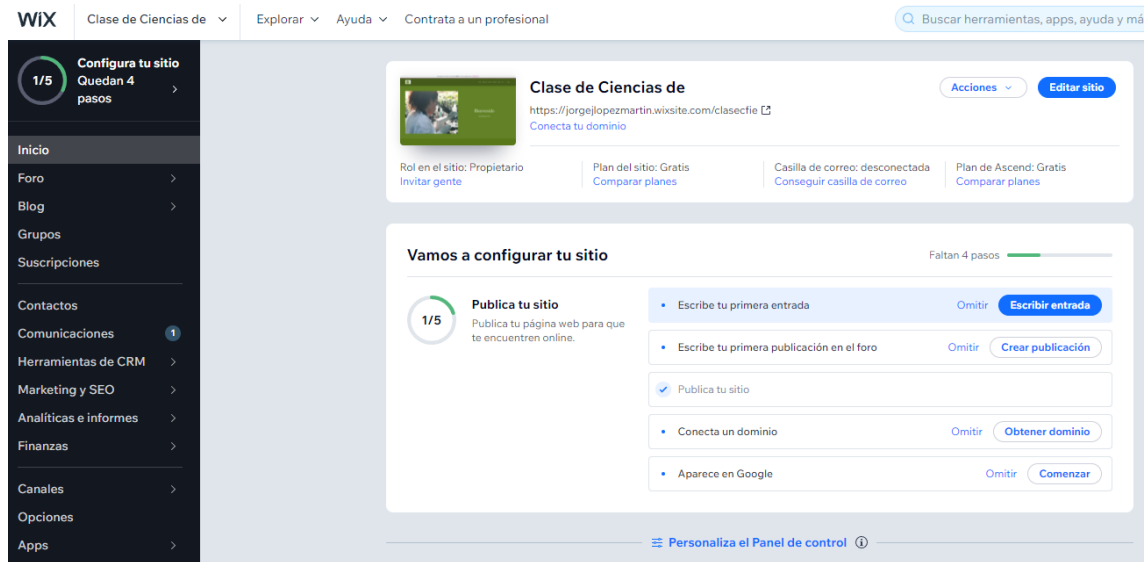 WiX
Clase de Ciencias de
Explorar
Ayuda
Contrata a un profesional
Buscar herramientas, apps, ayuda y má
1/5
Configura tu sitio
Quedan 4
pasos
Inicio
Foro
Blog
Grupos
Suscripciones
Contactos
Comunicaciones
1
Herramientas de CRM
Marketing y SEO
Analíticas e informes
Finanzas
Canales
Opciones
Apps
Clase de Ciencias de
https://jorgejlopezmartin.wixsite.com/clasecfie
Conecta tu dominio
Acciones
Editar sitio
Rol en el sitio: Propietario
Invitar gente
Plan del sitio: Gratis
Comparar planes
Casilla de correo: desconectada
Conseguir casilla de correo
Plan de Ascend: Gratis
Comparar planes
Vamos a configurar tu sitio
Faltan 4 pasos
1/5
Publica tu sitio
Publica tu página web para que
te encuentren online.
Escribe tu primera entrada
Omitir
Escribir entrada
Escribe tu primera publicación en el foro
Omitir
Crear publicación
Publica tu sitio
Conecta un dominio
Omitir
Obtener dominio
Aparece en Google
Omitir
Comenzar
Personaliza el Panel de control